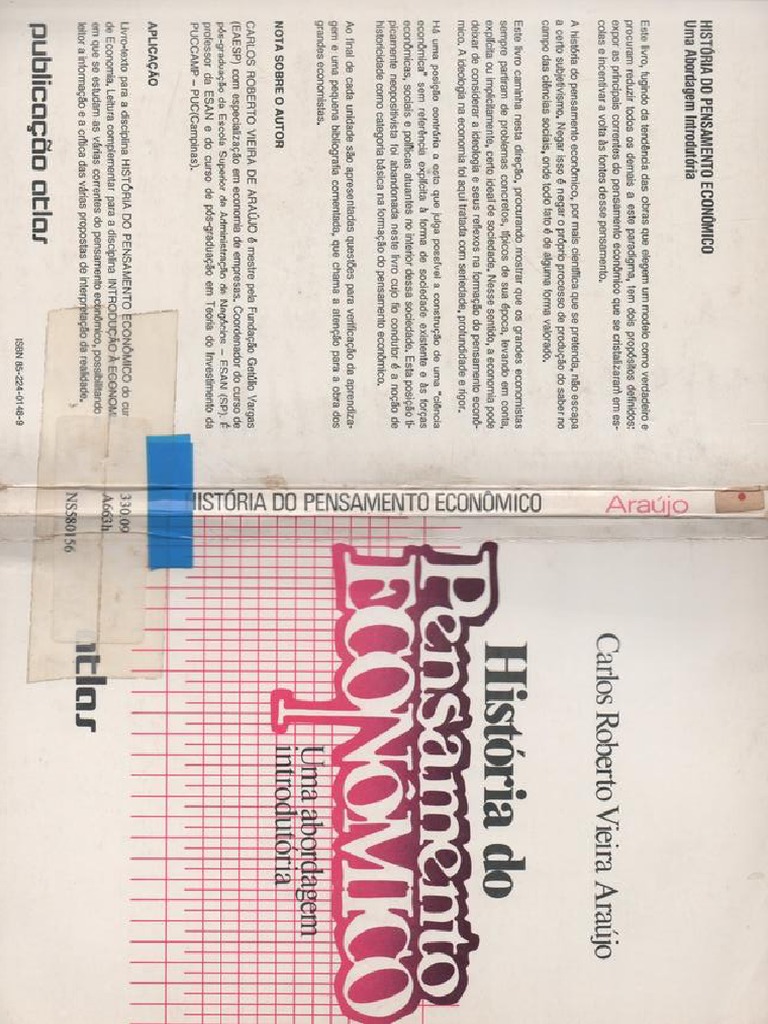 HISTÓRIA DO PENSAMENTO ECONÔMICO
Uma Abordagem Introdutória
Este livro, fugindo da tendência das obras que elegem um modelo como verdadeiro e
procuram reduzir todos os demais a este paradigma, tem dois propósitos definidos:
expor as principais correntes do pensamento econômico que se cristalizaram em es-
colas e incentivar a volta às fontes desse pensamento.
A história do pensamento econômico, por mais científica que se pretenda, não escapa
a certo subjetivismo. Negar isso é negar o próprio processo de produção do saber no
campo das ciências sociais, onde todo fato é de alguma forma valorado.
Este livro caminha nesta direção, procurando mostrar que os grandes economistas
sempre partiram de problemas concretos, típicos de sua época, levando em conta,
explícita ou implicitamente, certo ideal de sociedade. Nesse sentido, a economia pode
deixar de considerar a ideologia e seus reflexos na formação do pensamento econô-
mico. A ideologia na economia foi aqui tratada com seriedade, profundidade e rigor.
Há uma posição contrária a esta que julga possível a construção de uma "ciência
econômica" sem referência explícita à forma de sociedade existente e às forças
econômicas, sociais e políticas atuantes no interior dessa sociedade. Esta posição ti-
picamente neopositivista foi abandonada neste livro cujo fio condutor é a noção de
historicidade como categoria básica na formação do pensamento econômico.
Ao final de cada unidade são apresentadas questões para verificação da aprendiza-
gem e uma pequena bibliografia comentada, que chama a atenção para a obra dos
grandes economistas.
NOTA SOBRE O AUTOR
CARLOS ROBERTO VIEIRA DE ARAÚJO é mestre pela Fundação Getúlio Vargas
(EAESP) com especialização em economia de empresas. Coordenador do curso de
pós-graduação da Escola Superior de Administração de Negócios – ESAN (SP). É
professor da ESAN e do curso de pós-graduação em Teoria do Investimento da
PUCCAMP – PUC/Campinas).
APLICAÇÃO
Livro-texto para a disciplina HISTÓRIA DO PENSAMENTO ECONÔMICO do cur
de Economia. Leitura complementar para a disciplina INTRODUÇÃO À ECONOMI
em que se estudam as várias correntes do pensamento econômico, possibilitando
leitor a informação e a crítica das várias propostas de interpretação da realidade.
publicação atlas
ISBN 85-224-0146-9
HISTÓRIA DO PENSAMENTO ECONÔMICO
Araújo
330.09
A663h
NS580156
Carlos Roberto Vieira Araújo
História do
Pensamento
ECONÔMICO
Uma abordagem
introdutória
atlas